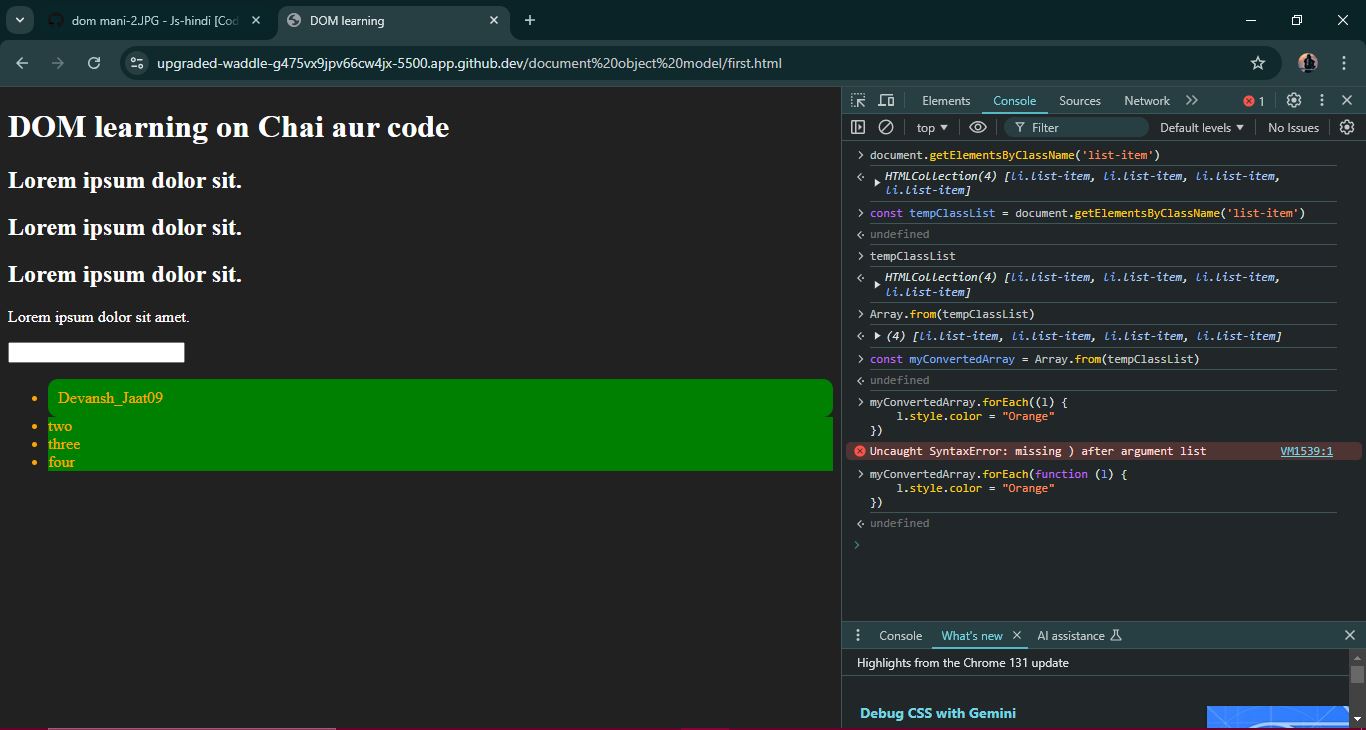 dom mani-2.JPG - Js-hindi [Cod
DOM learning
upgraded-waddle-g475vx9jpv66cw4jx-5500.app.github.dev/document%20object%20model/first.html
DOM learning on Chai aur code
Lorem ipsum dolor sit.
Lorem ipsum dolor sit.
Lorem ipsum dolor sit.
Lorem ipsum dolor sit amet.
Devansh_Jaat09
two
three
four
Elements Console Sources Network 1
top Filter Default levels No Issues
document.getElementsByClassName('list-item')
HTMLCollection(4) [li.list-item, li.list-item, li.list-item,
li.list-item]
const tempClassList = document.getElementsByClassName('list-item')
undefined
tempClassList
HTMLCollection(4) [li.list-item, li.list-item, li.list-item,
li.list-item]
Array.from(tempClassList)
(4) [li.list-item, li.list-item, li.list-item, li.list-item]
const myConvertedArray = Array.from(tempClassList)
undefined
myConvertedArray.forEach((l) {
l.style.color = "Orange"
})
Uncaught SyntaxError: missing ) after argument list VM1539:1
myConvertedArray.forEach(function (l) {
l.style.color = "Orange"
})
undefined
Console What's new AI assistance
Highlights from the Chrome 131 update
Debug CSS with Gemini